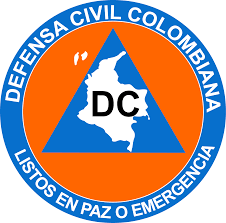 DEFENSA CIVIL COLOMBIANA
DC
LISTOS EN PAZ O EMERGENCIA